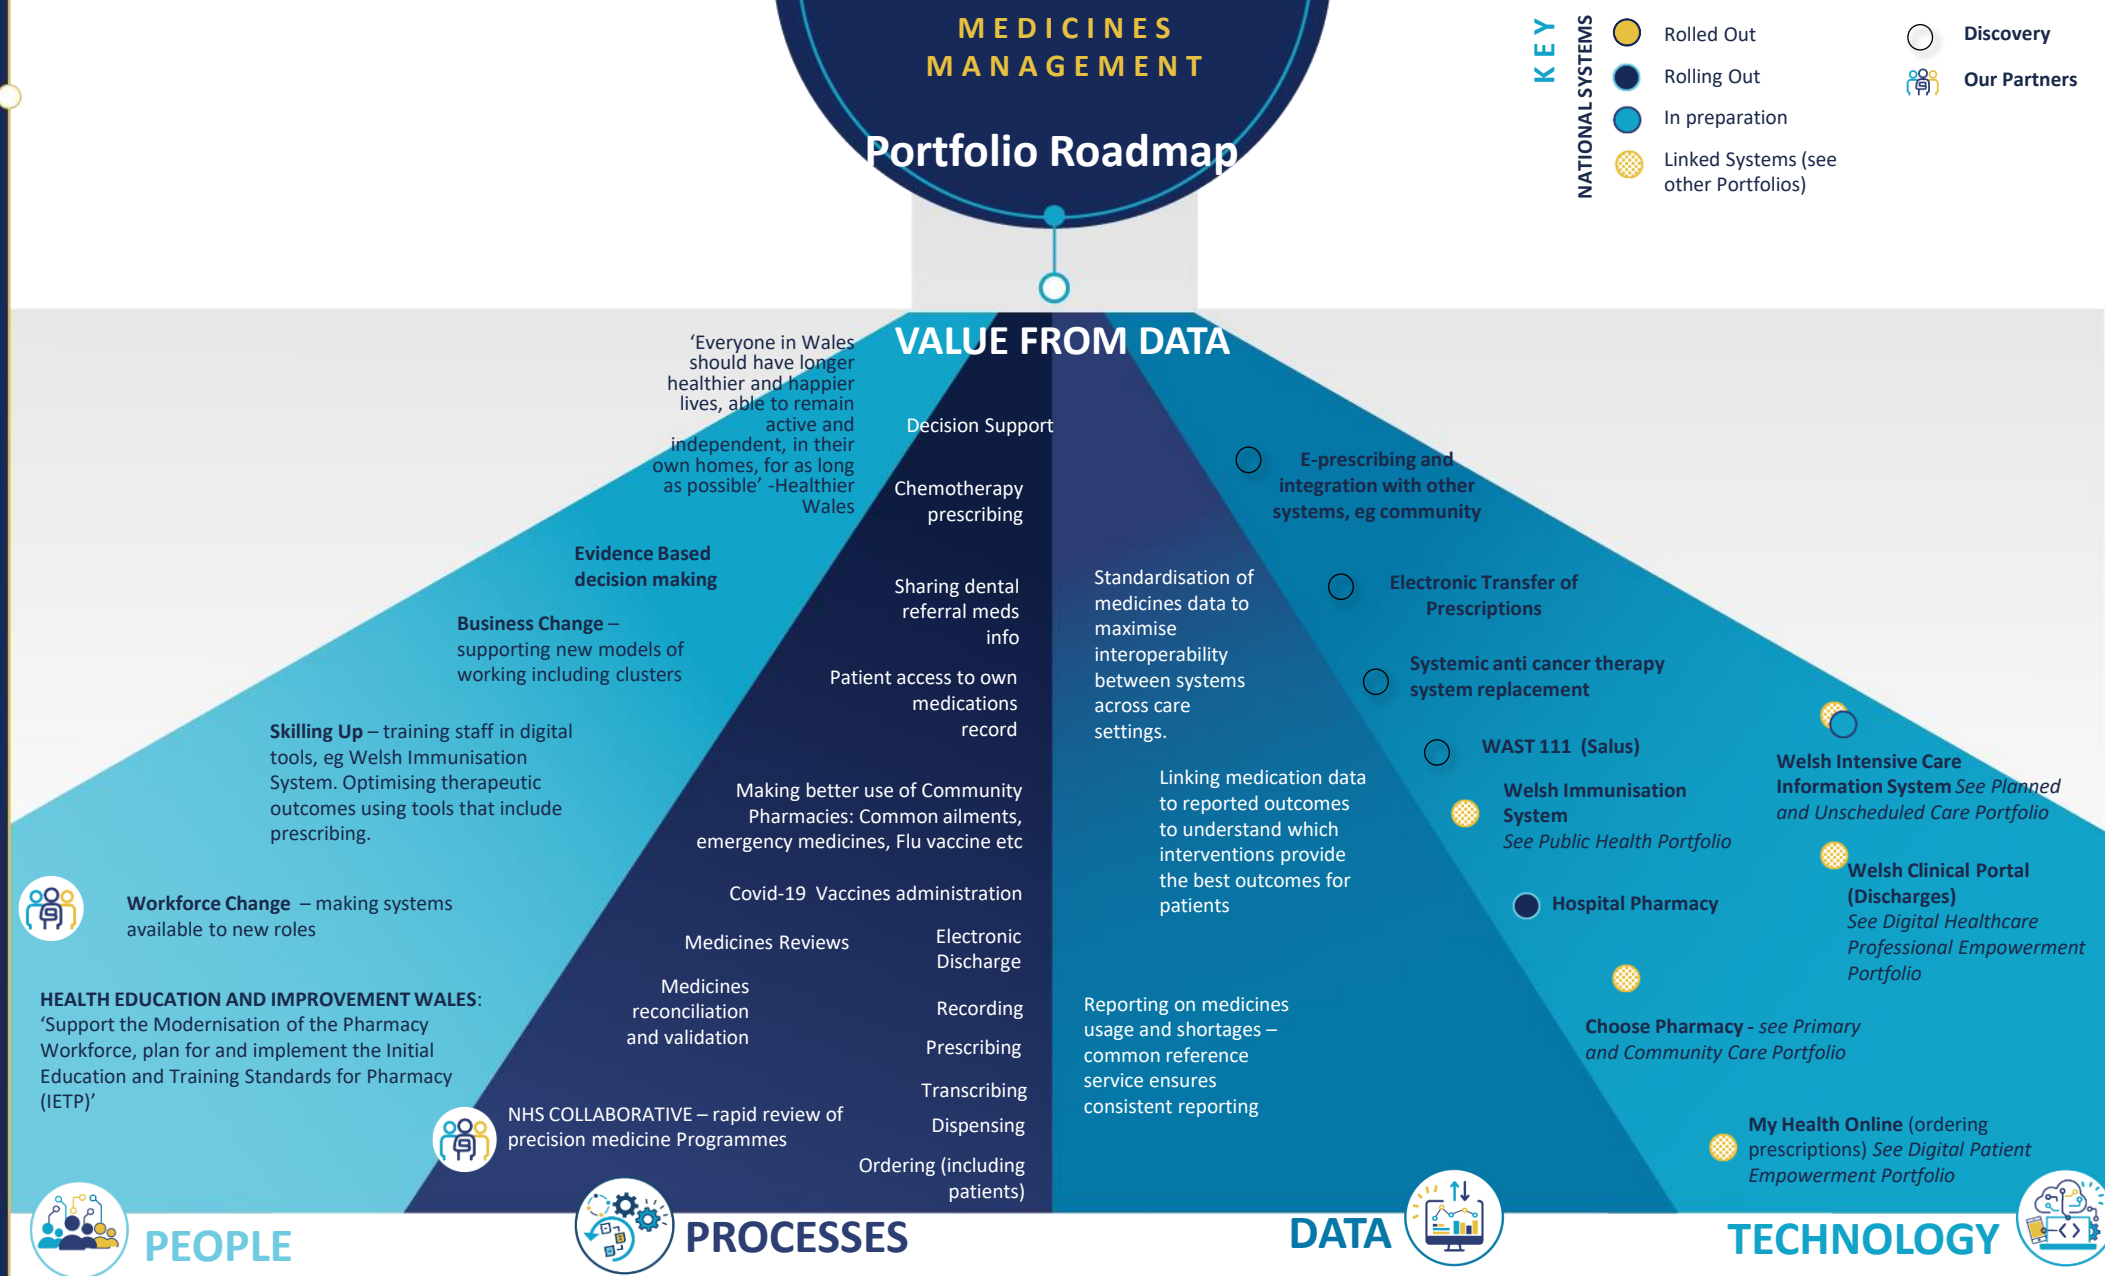 MEDICINES
MANAGEMENT
Portfolio Roadmap
KEY
NATIONAL SYSTEMS
Rolled Out
Rolling Out
In preparation
Linked Systems (see
other Portfolios)
Discovery
Our Partners
VALUE FROM DATA
‘Everyone in Wales
should have longer
healthier and happier
lives, able to remain
active and
independent, in their
own homes, for as long
as possible’ -Healthier
Wales
Evidence Based
decision making
Business Change –
supporting new models of
working including clusters
Skilling Up – training staff in digital
tools, eg Welsh Immunisation
System. Optimising therapeutic
outcomes using tools that include
prescribing.
Workforce Change – making systems
available to new roles
HEALTH EDUCATION AND IMPROVEMENT WALES:
‘Support the Modernisation of the Pharmacy
Workforce, plan for and implement the Initial
Education and Training Standards for Pharmacy
(IETP)’
Decision Support
Chemotherapy
prescribing
Sharing dental
referral meds
info
Patient access to own
medications
record
Making better use of Community
Pharmacies: Common ailments,
emergency medicines, Flu vaccine etc
Covid-19 Vaccines administration
Medicines Reviews
Electronic
Discharge
Medicines
reconciliation
and validation
Recording
Prescribing
Transcribing
Dispensing
Ordering (including
patients)
NHS COLLABORATIVE – rapid review of
precision medicine Programmes
Standardisation of
medicines data to
maximise
interoperability
between systems
across care
settings.
Linking medication data
to reported outcomes
to understand which
interventions provide
the best outcomes for
patients
Reporting on medicines
usage and shortages –
common reference
service ensures
consistent reporting
E-prescribing and
integration with other
systems, eg community
Electronic Transfer of
Prescriptions
Systemic anti cancer therapy
system replacement
WAST 111 (Salus)
Welsh Immunisation
System
See Public Health Portfolio
Hospital Pharmacy
Welsh Intensive Care
Information System See Planned
and Unscheduled Care Portfolio
Welsh Clinical Portal
(Discharges)
See Digital Healthcare
Professional Empowerment
Portfolio
Choose Pharmacy - see Primary
and Community Care Portfolio
My Health Online (ordering
prescriptions) See Digital Patient
Empowerment Portfolio
PEOPLE
PROCESSES
DATA
TECHNOLOGY